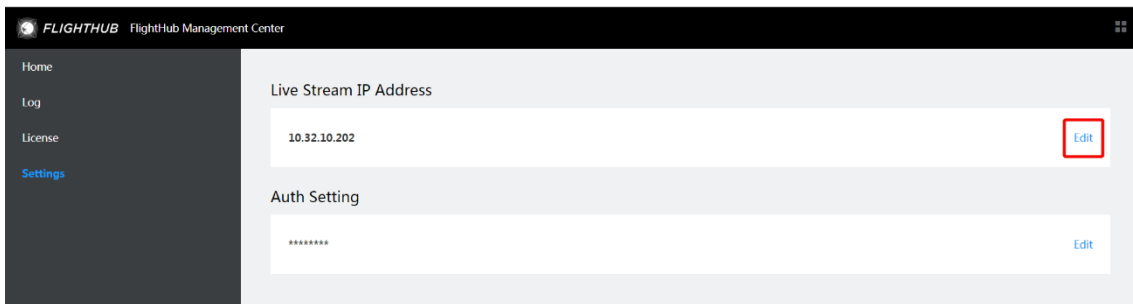 FLIGHTHUB FlightHub Management Center
Home
Log
License
Settings
Live Stream IP Address
10.32.10.202 Edit
Auth Setting
******** Edit